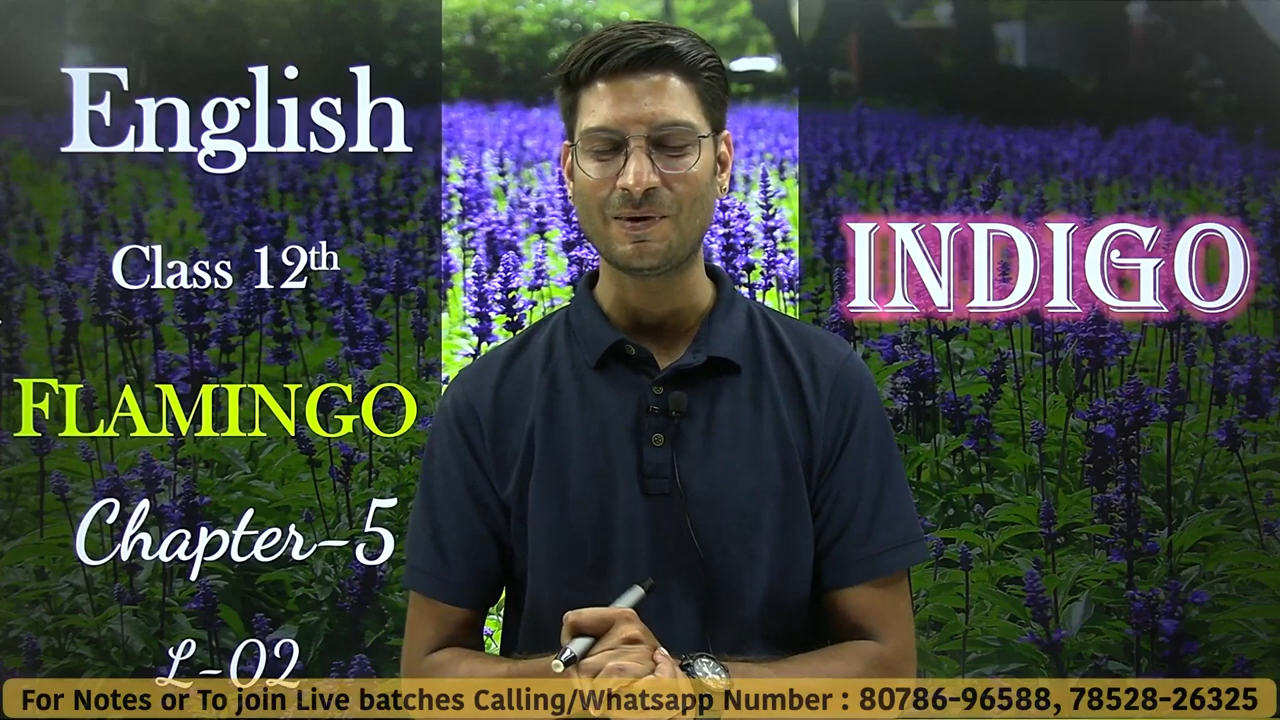 English
Class 12th
FLAMINGO
Chapter-5
L-02
INDIGO
For Notes or To join Live batches Calling/Whatsapp Number : 80786-96588, 78528-26325